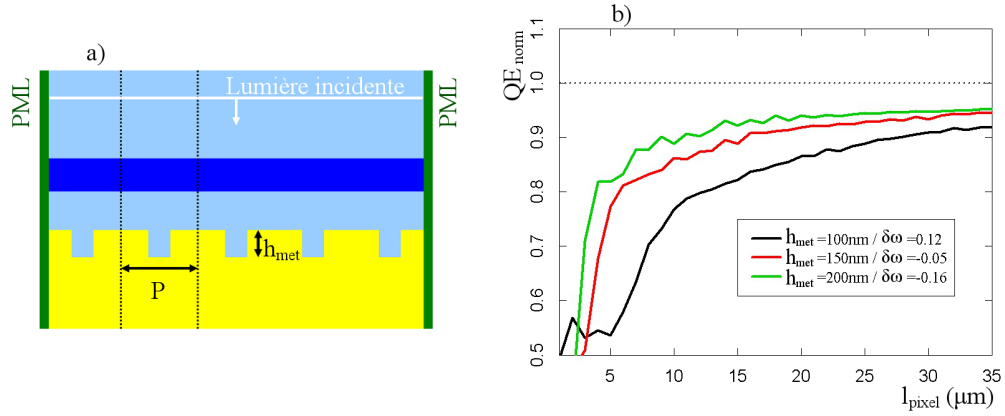 a)
Lumière incidente
PML
PML
h_met
P
b)
QE_norm
1.1
1.0
0.9
0.8
0.7
0.6
0.5
h_met =100nm / δω =0.12
h_met =150nm / δω =-0.05
h_met =200nm / δω =-0.16
5 10 15 20 25 30 35
l_pixel (μm)